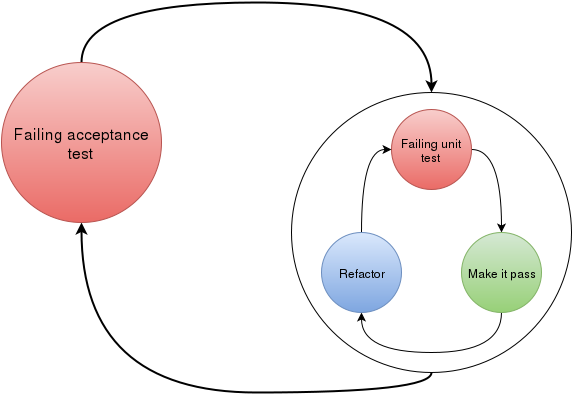 Failing acceptance
test
Failing unit
test
Refactor
Make it pass